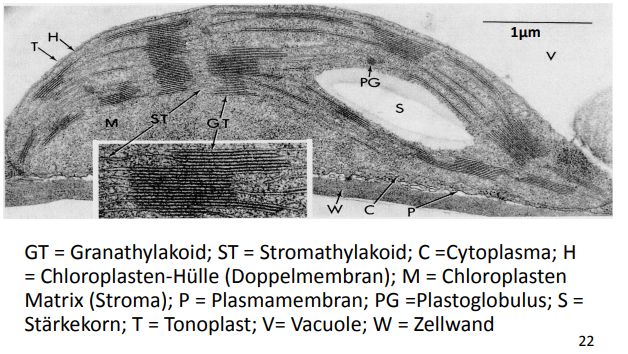 H
T
1µm
V
PG
S
M
ST
GT
W
C
P
GT = Granathylakoid; ST = Stromathylakoid; C =Cytoplasma; H
= Chloroplasten-Hülle (Doppelmembran); M = Chloroplasten
Matrix (Stroma); P = Plasmamembran; PG =Plastoglobulus; S =
Stärkekorn; T = Tonoplast; V= Vacuole; W = Zellwand
22